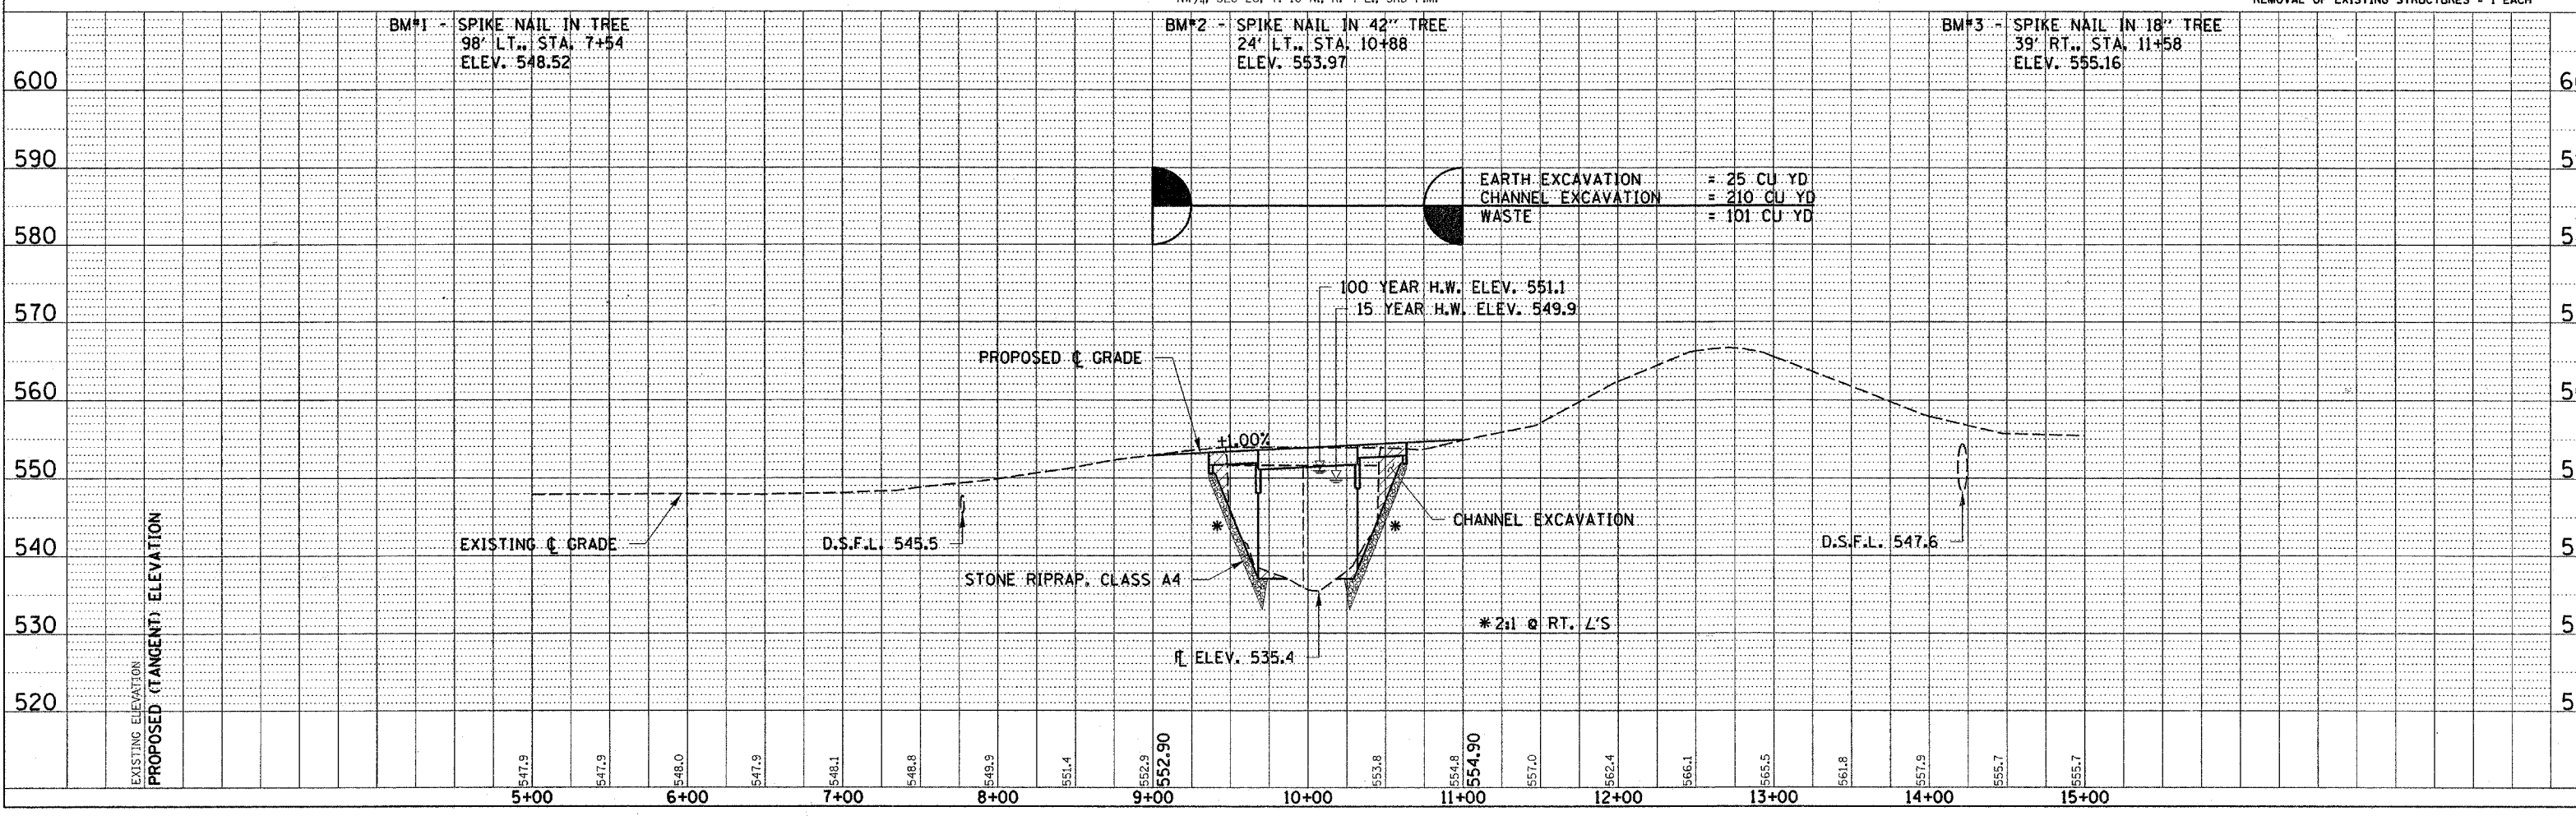 REMOVAL OF EXISTING STRUCTURES = 1 EACH
BM#1 - SPIKE NAIL IN TREE
98' LT., STA. 7+54
ELEV. 548.52
BM#2 - SPIKE NAIL IN 42" TREE
24' LT., STA. 10+88
ELEV. 553.97
BM#3 - SPIKE NAIL IN 18" TREE
39' RT., STA. 11+58
ELEV. 555.16
600
590
580
570
560
550
540
530
520
EARTH EXCAVATION = 25 CU YD
CHANNEL EXCAVATION = 210 CU YD
WASTE = 101 CU YD
100 YEAR H.W. ELEV. 551.1
15 YEAR H.W. ELEV. 549.9
PROPOSED ℄ GRADE
+1.00%
EXISTING ℄ GRADE
D.S.F.L. 545.5
CHANNEL EXCAVATION
D.S.F.L. 547.6
STONE RIPRAP, CLASS A4
*
*
* 2:1 @ RT. ∠'S
FL ELEV. 535.4
EXISTING ELEVATION
PROPOSED (TANGENT) ELEVATION
547.9
547.9
548.0
547.9
548.1
548.8
549.9
551.4
552.9
552.90
553.8
554.8
554.90
557.0
562.4
566.1
565.5
561.8
557.9
555.7
555.7
5+00 6+00 7+00 8+00 9+00 10+00 11+00 12+00 13+00 14+00 15+00